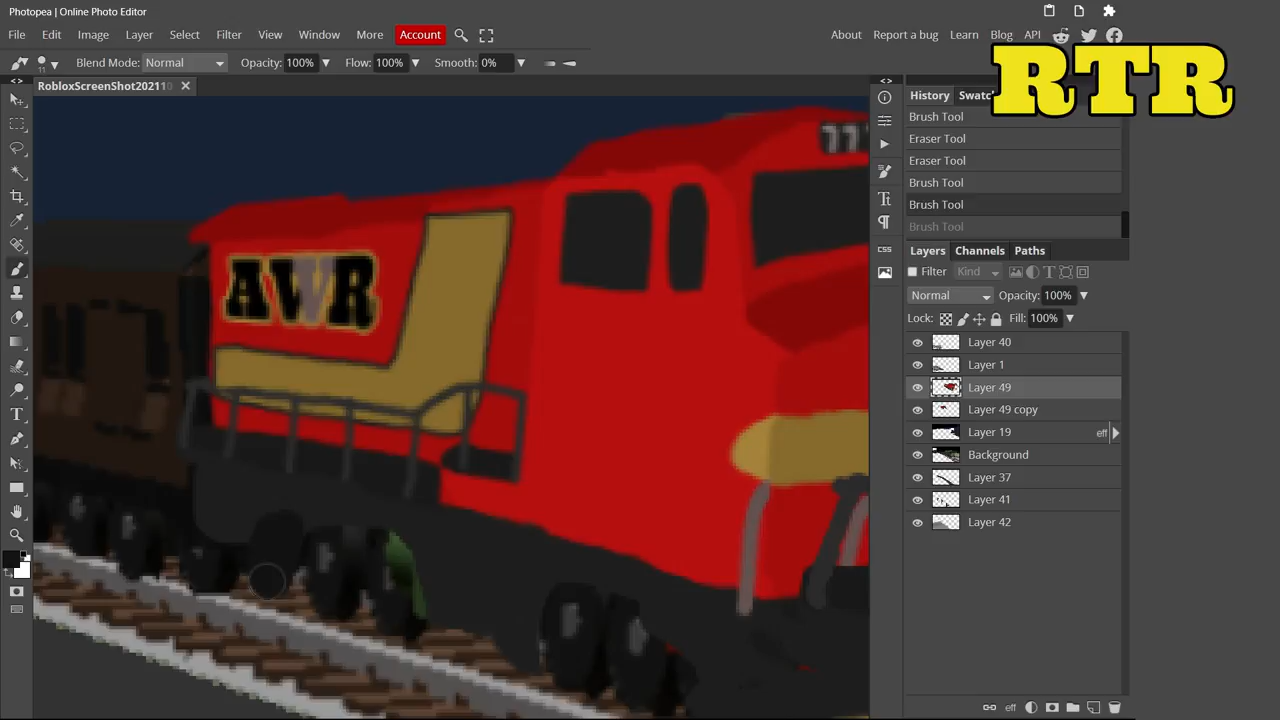 Photopea | Online Photo Editor
File Edit Image Layer Select Filter View Window More Account About Report a bug Learn Blog API
Blend Mode: Normal Opacity: 100% Flow: 100% Smooth: 0%
11
RobloxScreenShot20211
RTR
History Swatc
Brush Tool
Eraser Tool
Eraser Tool
Brush Tool
Brush Tool
Brush Tool
Layers Channels Paths
Filter Kind
Normal Opacity: 100%
Lock: Fill: 100%
Layer 40
Layer 1
Layer 49
Layer 49 copy
Layer 19 eff
Background
Layer 37
Layer 41
Layer 42
CSS
eff
AWR